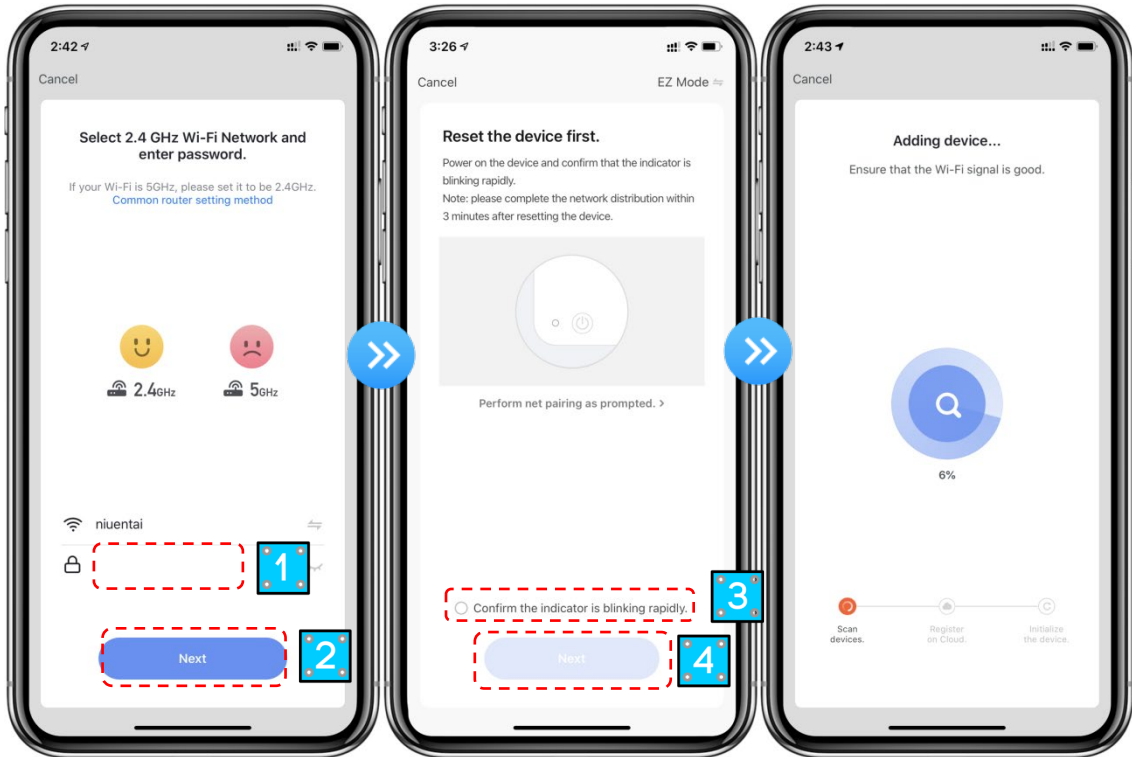 2:42
Cancel
Select 2.4 GHz Wi-Fi Network and
enter password.
If your Wi-Fi is 5GHz, please set it to be 2.4GHz.
Common router setting method
2.4GHz
5GHz
niuentai
1
Next
2
3:26
Cancel
EZ Mode
Reset the device first.
Power on the device and confirm that the indicator is
blinking rapidly.
Note: please complete the network distribution within
3 minutes after resetting the device.
Perform net pairing as prompted. >
Confirm the indicator is blinking rapidly.
3
Next
4
2:43
Cancel
Adding device...
Ensure that the Wi-Fi signal is good.
6%
Scan
devices.
Register
on Cloud.
Initialize
the device.